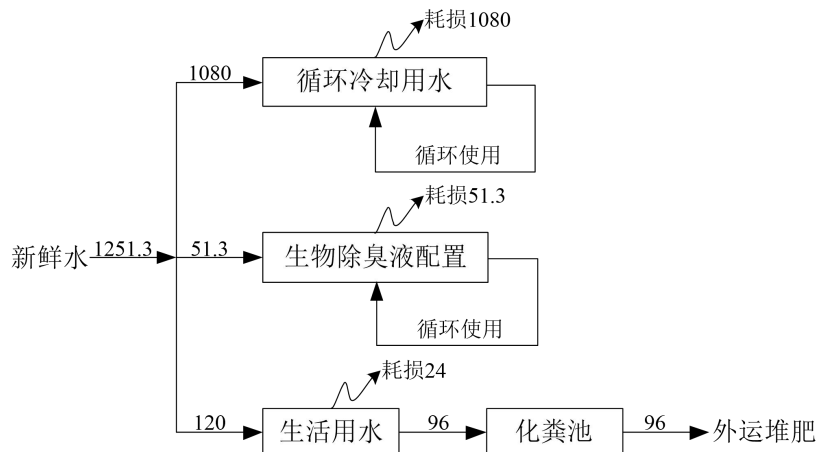 耗损1080
1080
循环冷却用水
循环使用
耗损51.3
新鲜水
1251.3
51.3
生物除臭液配置
循环使用
耗损24
120
生活用水
96
化粪池
96
外运堆肥